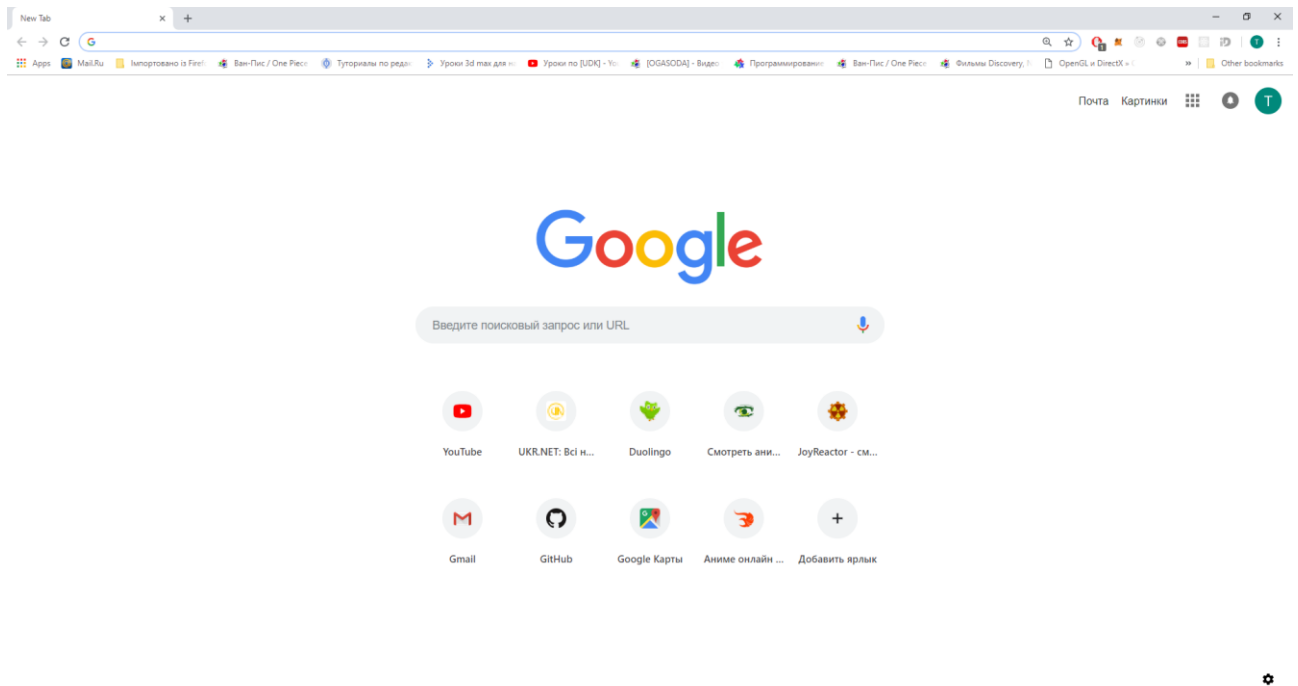 New Tab
Apps Mail.Ru Імпортовано із Firef Ван-Пис / One Piece Туториалы по редак Уроки 3d max для н Уроки по [UDK] - Yo [OGASODA] - Видео Программирование Ван-Пис / One Piece Фильмы Discovery, OpenGL и DirectX » Other bookmarks
Почта Картинки T
Google
Введите поисковый запрос или URL
YouTube UKR.NET: Всі н... Duolingo Смотреть ани... JoyReactor - см...
Gmail GitHub Google Карты Аниме онлайн ... Добавить ярлык